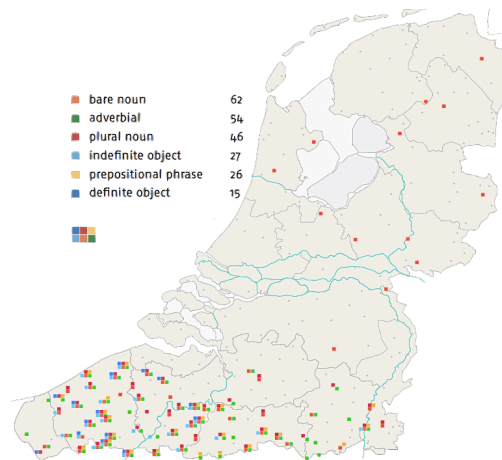 bare noun 62
adverbial 54
plural noun 46
indefinite object 27
prepositional phrase 26
definite object 15